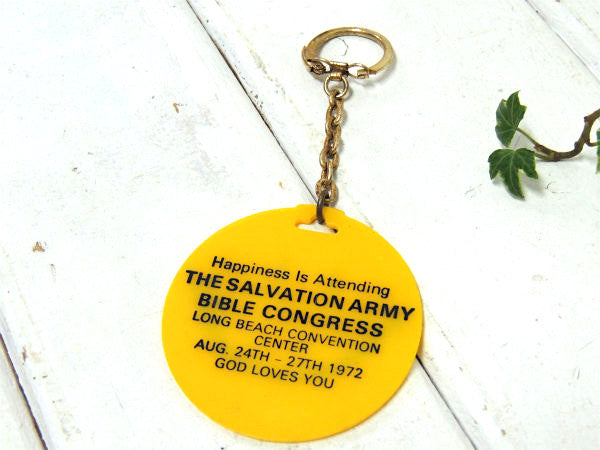 Happiness Is Attending
THE SALVATION ARMY
BIBLE CONGRESS
LONG BEACH CONVENTION
CENTER
AUG. 24TH - 27TH 1972
GOD LOVES YOU